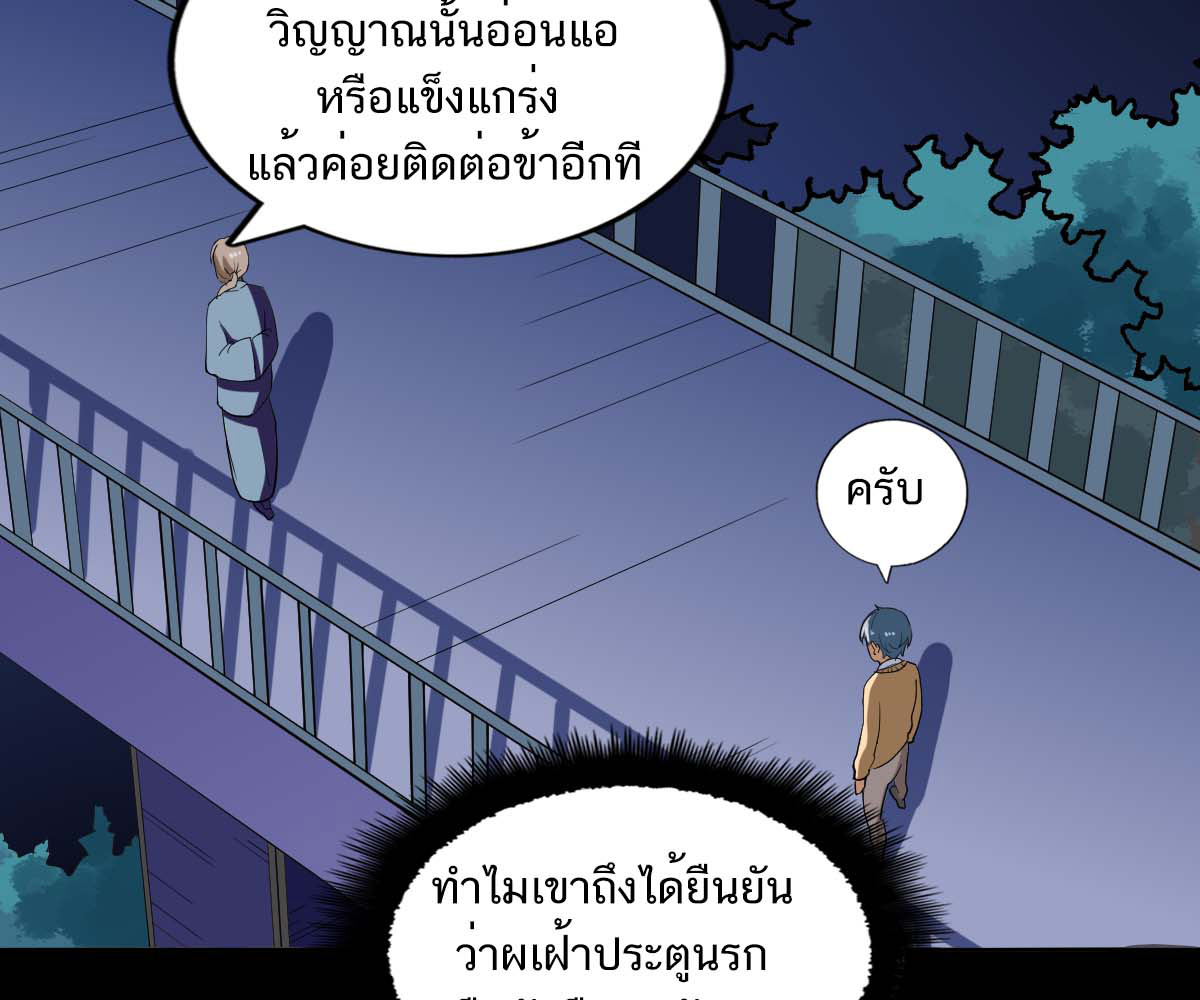 วิญญาณนั้นอ่อนแอ
หรือแข็งแกร่ง
แล้วค่อยติดต่อข้าอีกที
ครับ
ทำไมเขาถึงได้ยืนยัน
ว่าผีเฝ้าประตูนรก